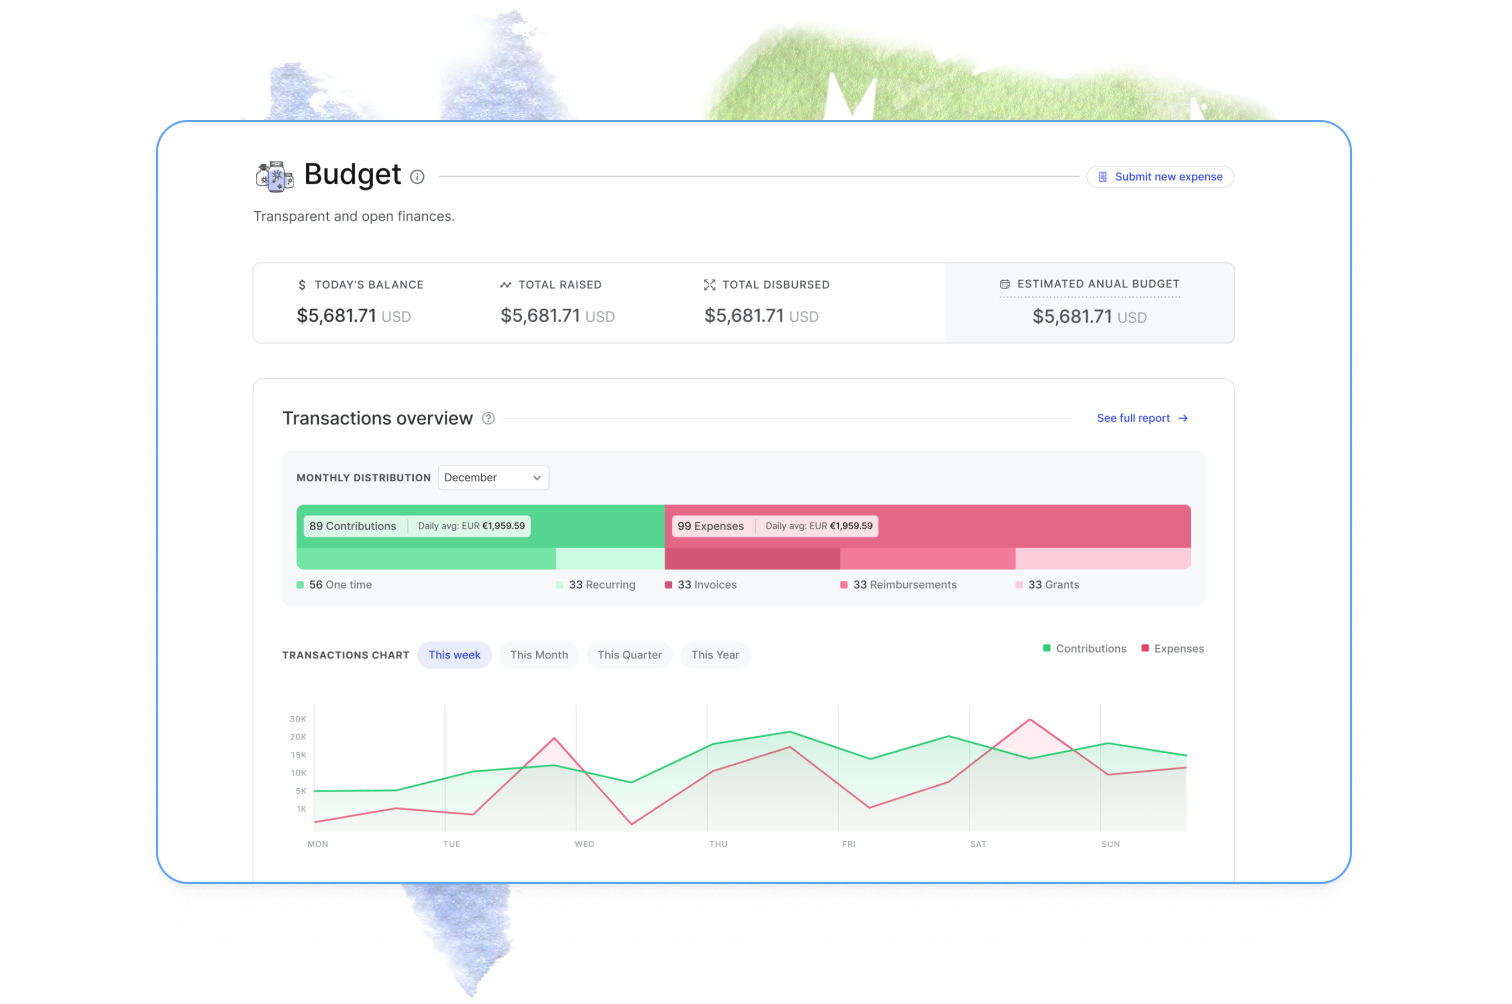 Budget
Submit new expense
Transparent and open finances.
$ TODAY'S BALANCE
TOTAL RAISED
TOTAL DISBURSED
ESTIMATED ANUAL BUDGET
$5,681.71 USD
$5,681.71 USD
$5,681.71 USD
$5,681.71 USD
Transactions overview ?
See full report →
MONTHLY DISTRIBUTION December
89 Contributions | Daily avg: EUR €1,959.59
99 Expenses | Daily avg: EUR €1,959.59
56 One time
33 Recurring
33 Invoices
33 Reimbursements
33 Grants
TRANSACTIONS CHART This week This Month This Quarter This Year
Contributions Expenses
30K
20K
15K
10K
5K
1K
MON TUE WED THU FRI SAT SUN